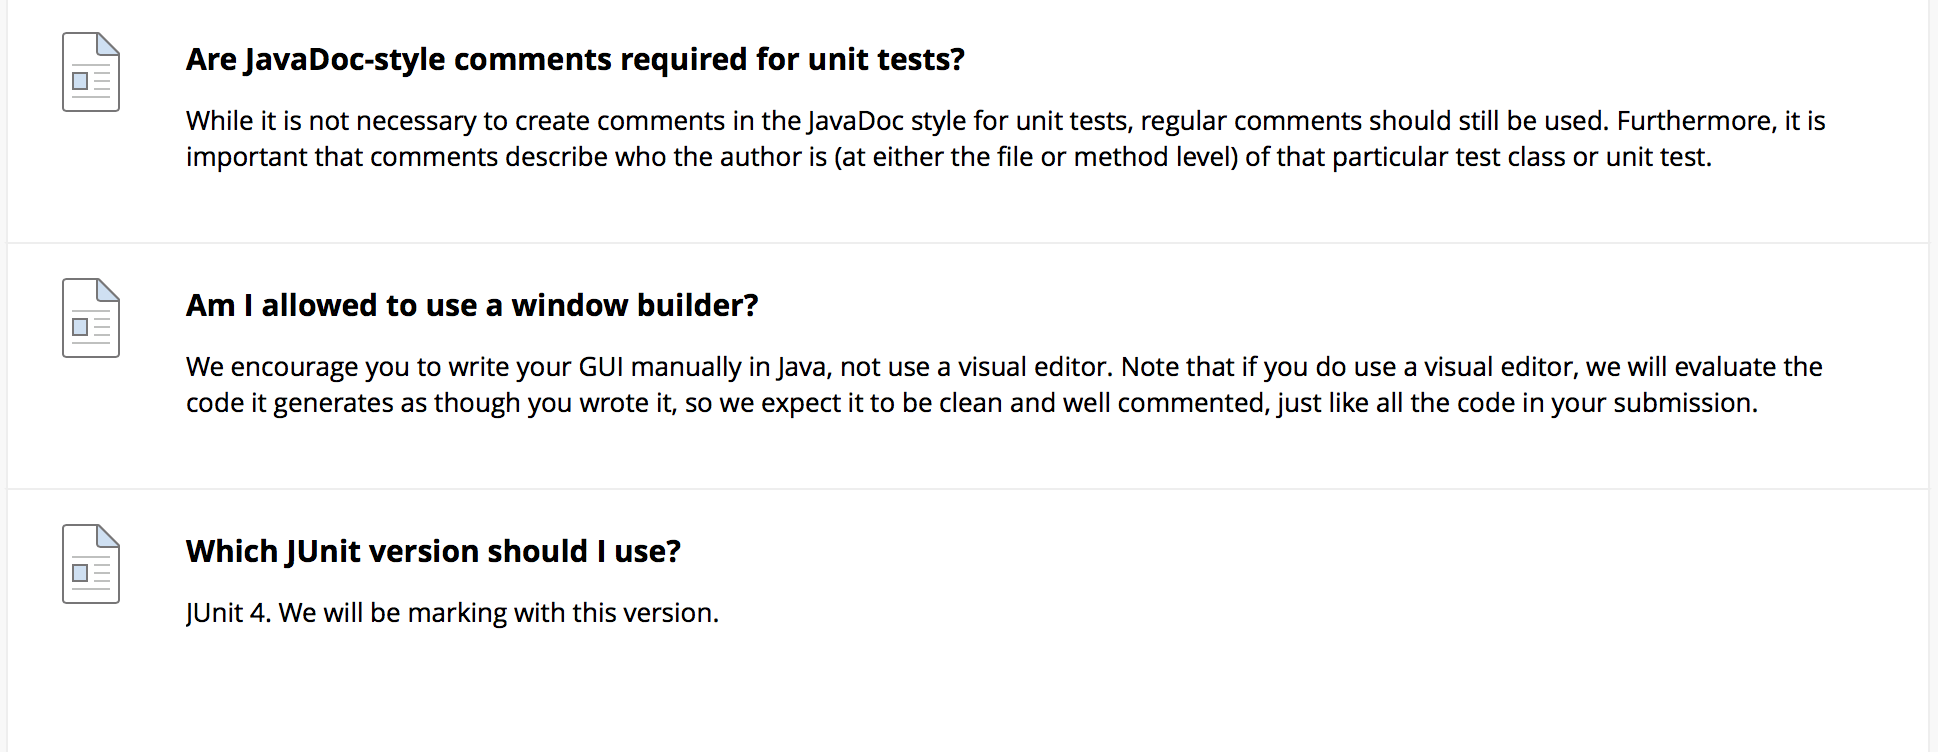 Are JavaDoc-style comments required for unit tests?
While it is not necessary to create comments in the JavaDoc style for unit tests, regular comments should still be used. Furthermore, it is
important that comments describe who the author is (at either the file or method level) of that particular test class or unit test.
Am I allowed to use a window builder?
We encourage you to write your GUI manually in Java, not use a visual editor. Note that if you do use a visual editor, we will evaluate the
code it generates as though you wrote it, so we expect it to be clean and well commented, just like all the code in your submission.
Which JUnit version should I use?
JUnit 4. We will be marking with this version.